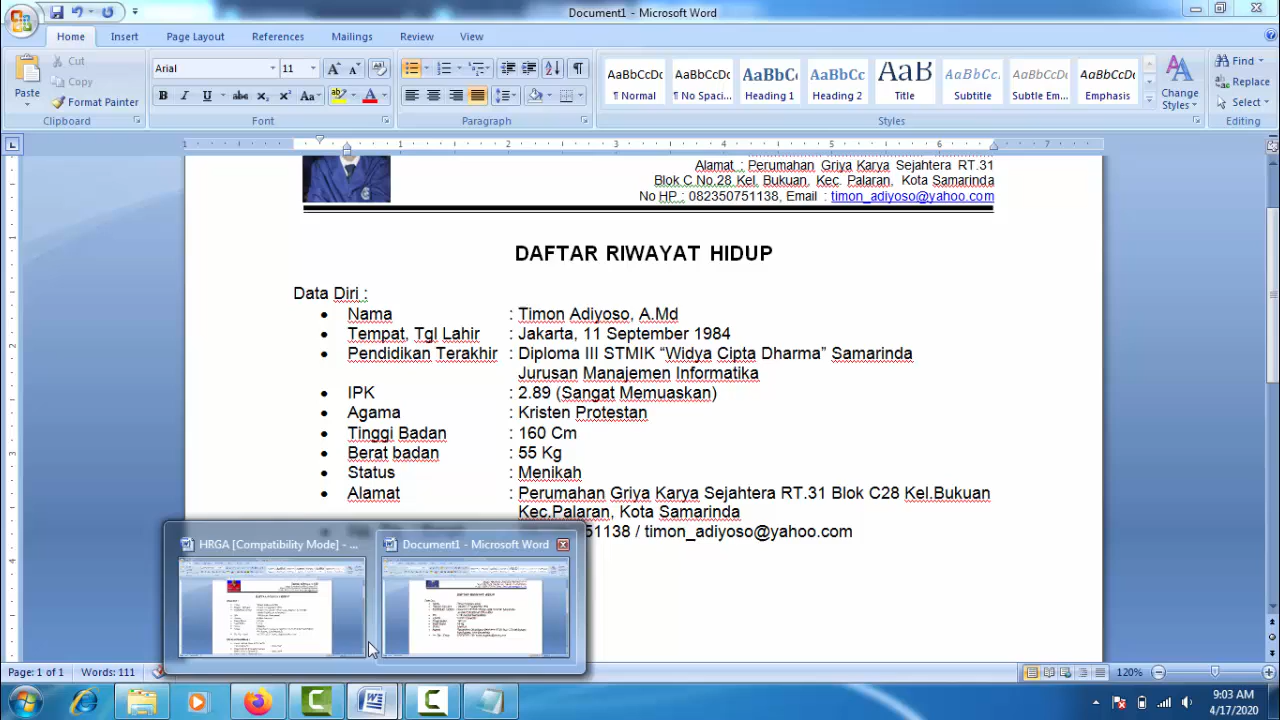 Document1 - Microsoft Word
Home Insert Page Layout References Mailings Review View
Paste Cut Copy Format Painter
Arial 11
AaBbCcDc AaBbCcDc AaBbCc AaBbCc AaB AaBbCc. AaBbCcDc AaBbCcDc
¶ Normal ¶ No Spaci... Heading 1 Heading 2 Title Subtitle Subtle Em... Emphasis
Change Styles
Find Replace Select
Clipboard Font Paragraph Styles Editing
1 1 2 3 4 5 6 7
Alamat : Perumahan Griya Karya Sejahtera RT.31
Blok C No.28 Kel. Bukuan, Kec. Palaran, Kota Samarinda
No HP : 082350751138, Email : timon_adiyoso@yahoo.com
DAFTAR RIWAYAT HIDUP
Data Diri :
• Nama : Timon Adiyoso, A.Md
• Tempat, Tgl Lahir : Jakarta, 11 September 1984
• Pendidikan Terakhir : Diploma III STMIK “Widya Cipta Dharma” Samarinda
Jurusan Manajemen Informatika
• IPK : 2.89 (Sangat Memuaskan)
• Agama : Kristen Protestan
• Tinggi Badan : 160 Cm
• Berat badan : 55 Kg
• Status : Menikah
• Alamat : Perumahan Griya Karya Sejahtera RT.31 Blok C28 Kel.Bukuan
Kec.Palaran, Kota Samarinda
51138 / timon_adiyoso@yahoo.com
HRGA [Compatibility Mode] - ... Document1 - Microsoft Word
Page: 1 of 1 Words: 111 120%
9:03 AM
4/17/2020